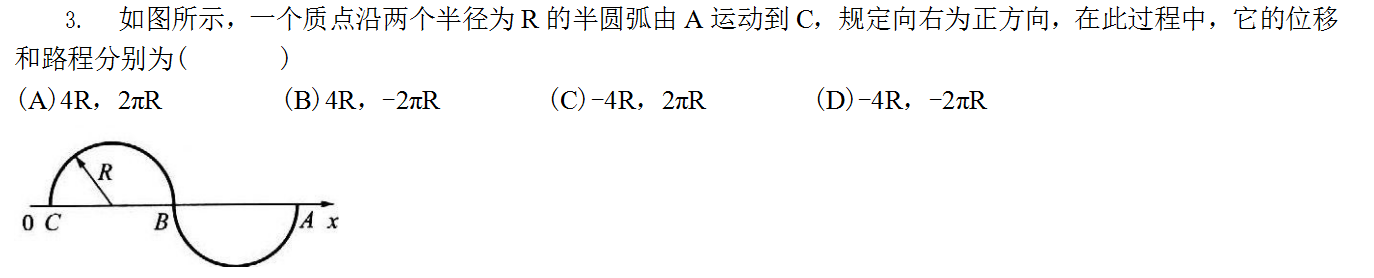 3. 如图所示，一个质点沿两个半径为 R 的半圆弧由 A 运动到 C，规定向右为正方向，在此过程中，它的位移
和路程分别为( )
(A)4R，2πR (B)4R，-2πR (C)-4R，2πR (D)-4R，-2πR
R
0 C B A x